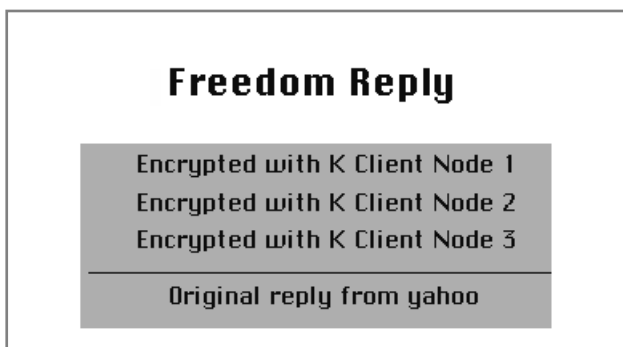 Freedom Reply
Encrypted with K Client Node 1
Encrypted with K Client Node 2
Encrypted with K Client Node 3
Original reply from yahoo